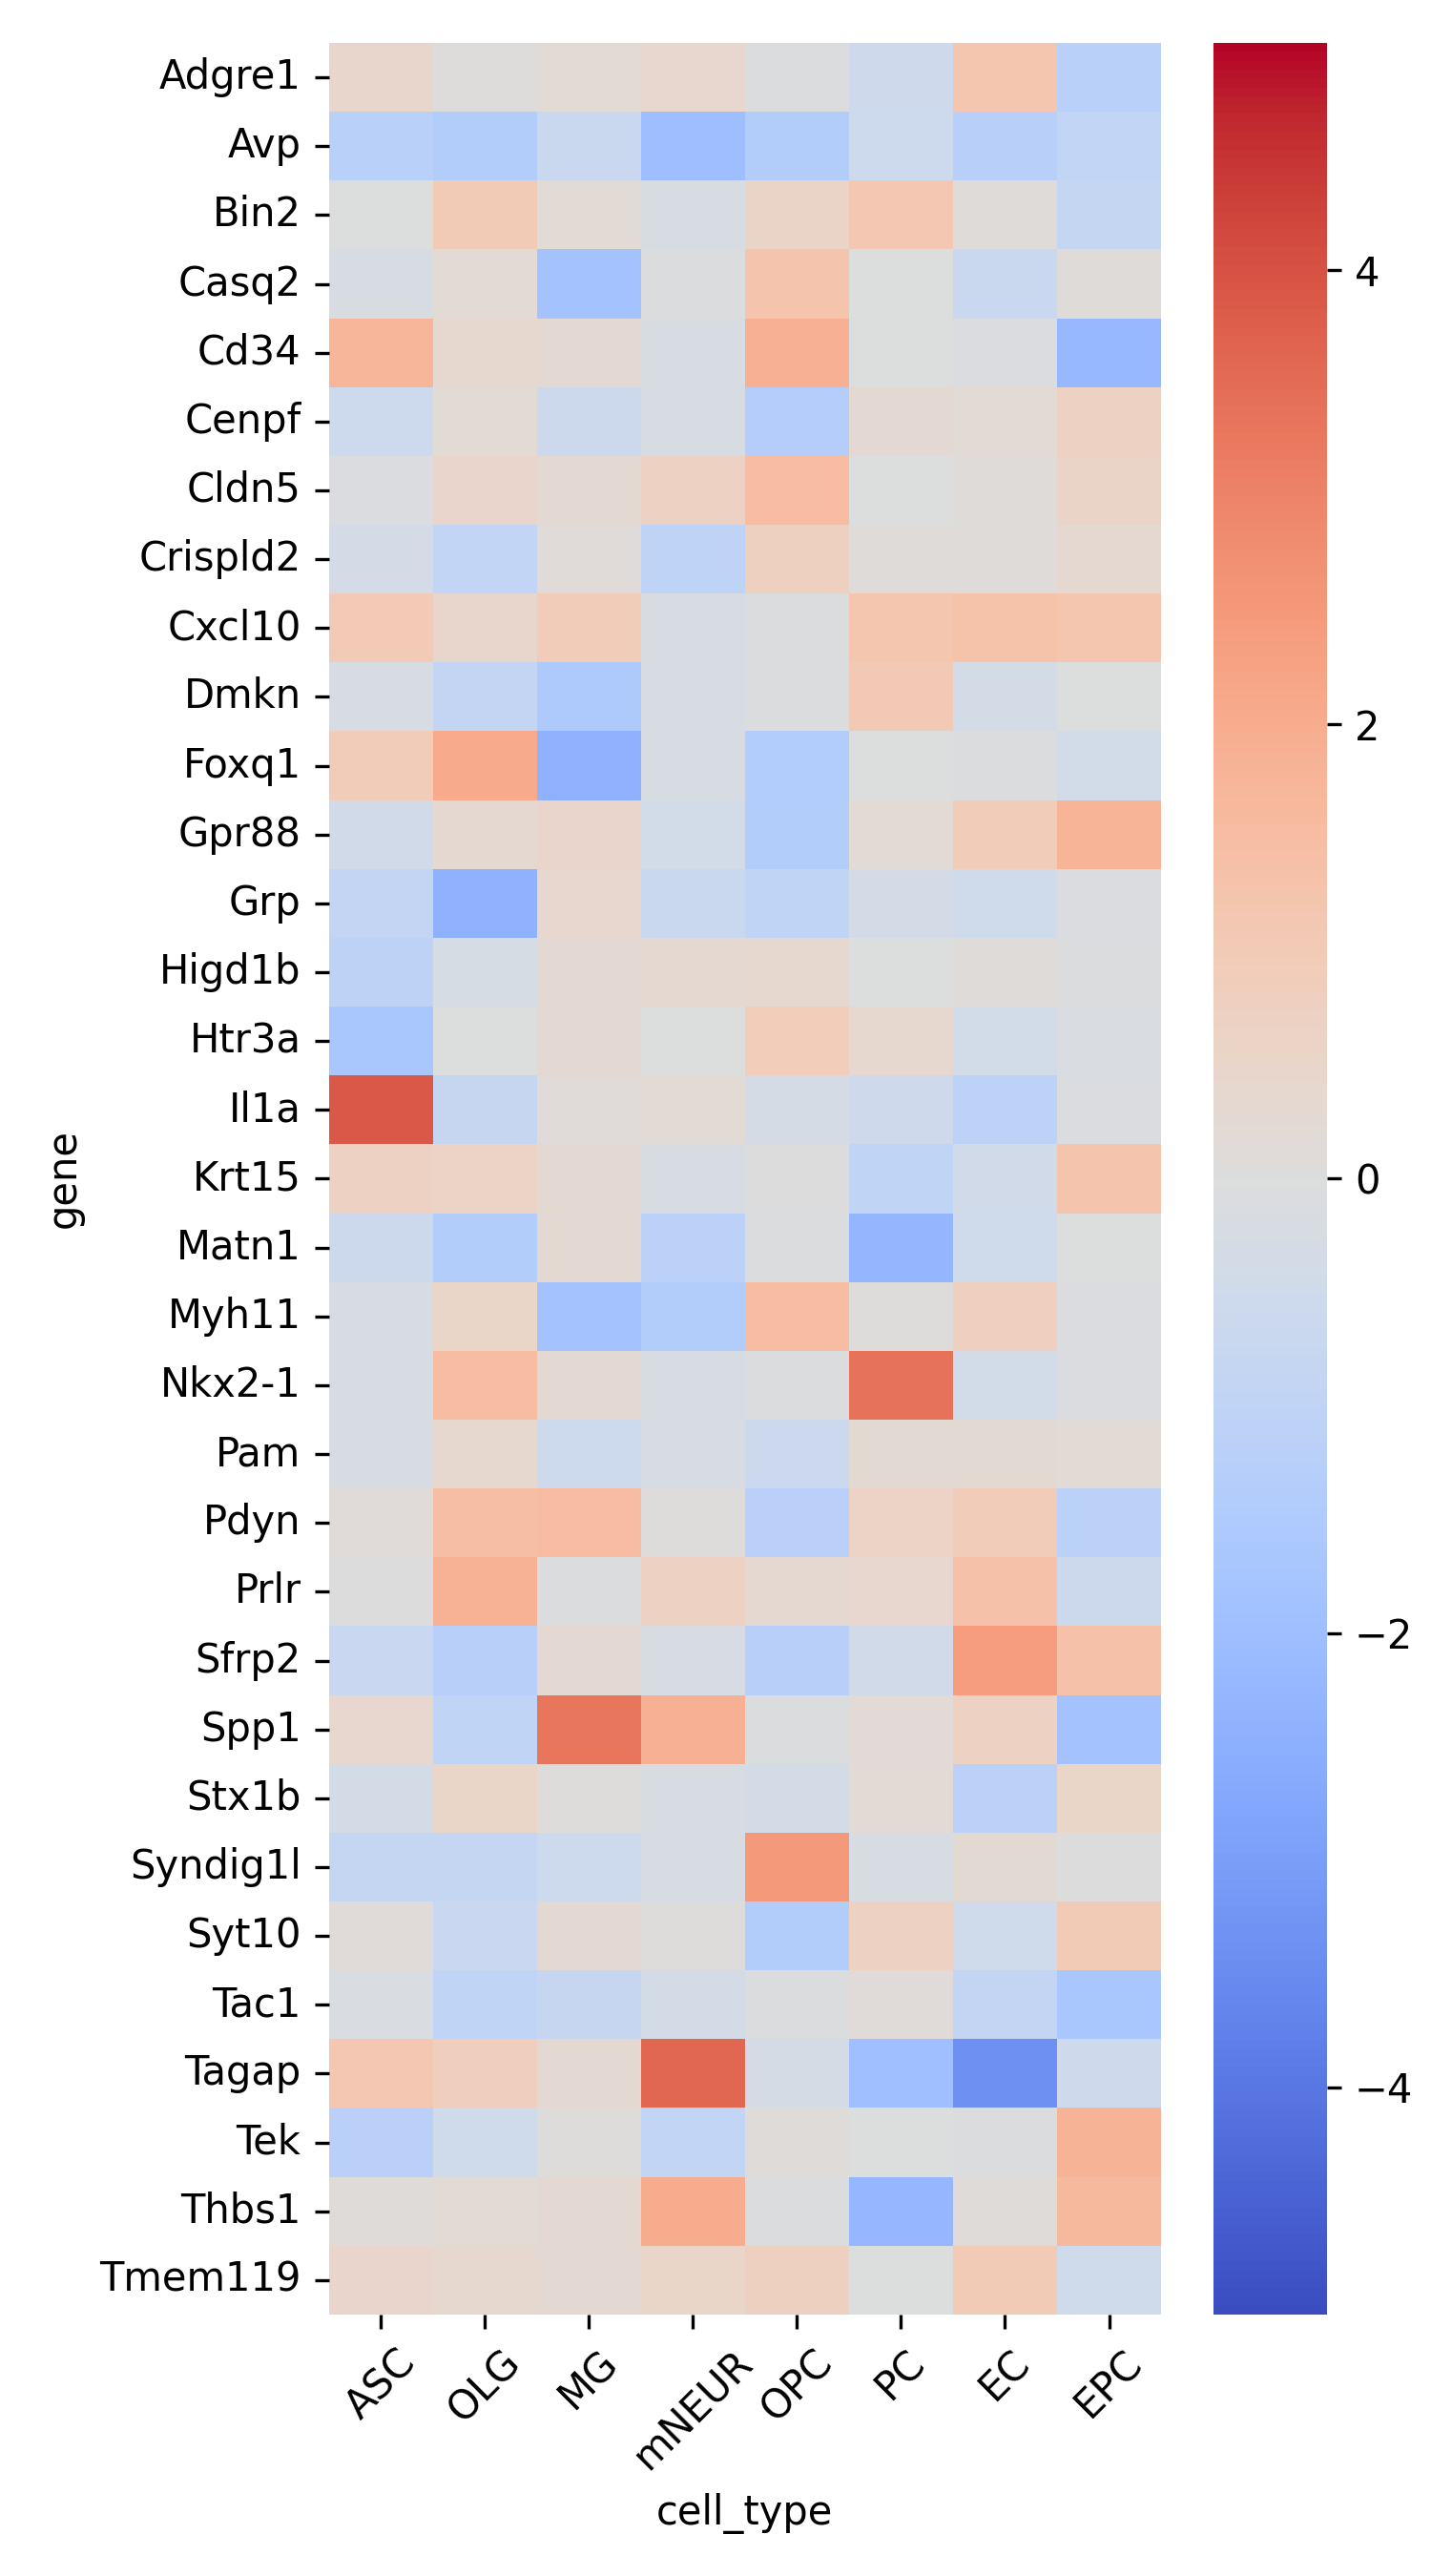 gene
Adgre1
Avp
Bin2
Casq2
Cd34
Cenpf
Cldn5
Crispld2
Cxcl10
Dmkn
Foxq1
Gpr88
Grp
Higd1b
Htr3a
Il1a
Krt15
Matn1
Myh11
Nkx2-1
Pam
Pdyn
Prlr
Sfrp2
Spp1
Stx1b
Syndig1l
Syt10
Tac1
Tagap
Tek
Thbs1
Tmem119
ASC OLG MG mNEUR OPC PC EC EPC
cell_type
4
2
0
−2
−4